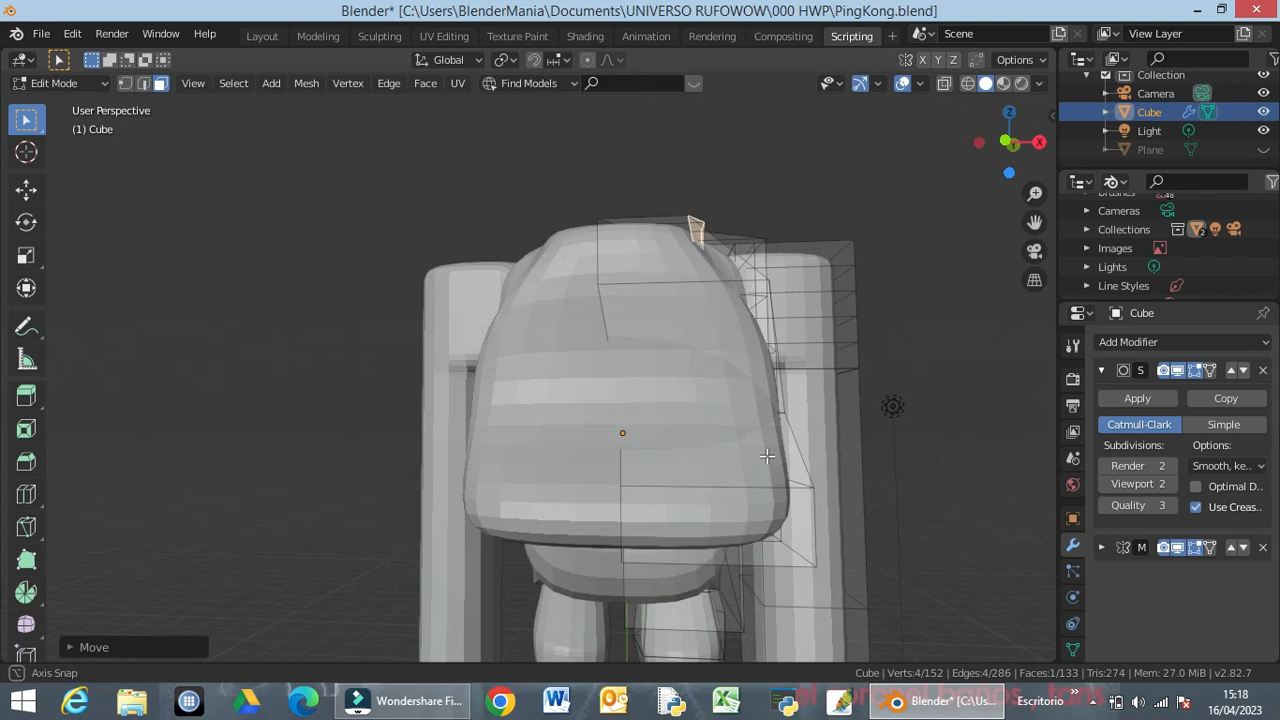 Blender* [C:\Users\BlenderMania\Documents\UNIVERSO RUFOWOW\000 HWP\PingKong.blend]
File Edit Render Window Help Layout Modeling Sculpting UV Editing Texture Paint Shading Animation Rendering Compositing Scripting + Scene View Layer
Global X Y Z Options
Edit Mode View Select Add Mesh Vertex Edge Face UV Find Models
Collection
Camera
Cube
Light
Plane
User Perspective
(1) Cube
Z
X
Y
Brushes
Cameras
Collections 2
Images
Lights
Line Styles
Cube
Add Modifier
S
Apply Copy
Catmull-Clark Simple
Subdivisions: Options:
Render 2 Smooth, ke..
Viewport 2 Optimal D..
Quality 3 Use Creas..
M
Move
Axis Snap Cube | Verts:4/152 | Edges:4/286 | Faces:1/133 | Tris:274 | Mem: 27.0 MiB | v2.82.7
Wondershare Fi... Blender* [C:\Us... Escritorio
15:18
16/04/2023